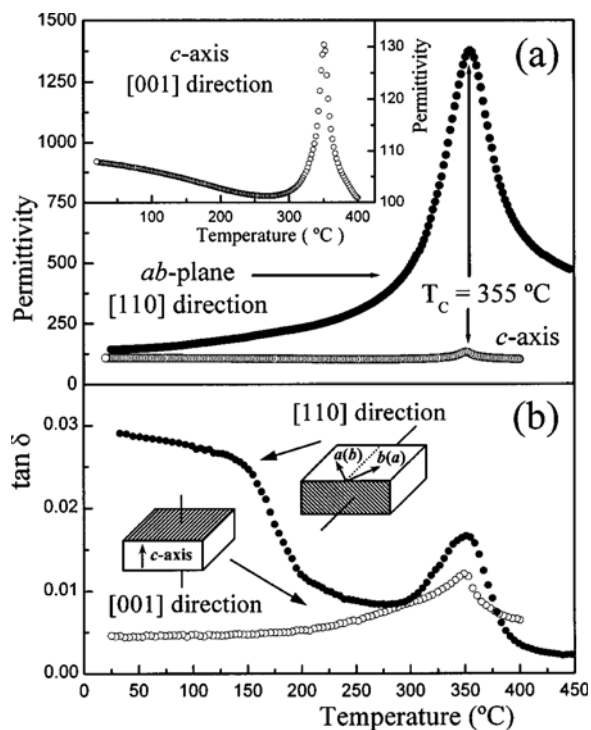 (a)
c-axis
[001] direction
Permittivity
130
120
110
100
100
200
300
400
Temperature ( ºC)
1500
1250
1000
750
500
250
0
Permittivity
ab-plane
[110] direction
T_C = 355 ºC
c-axis
(b)
[110] direction
a(b)
b(a)
c-axis
[001] direction
tan δ
0.03
0.02
0.01
0.00
0
50
100
150
200
250
300
350
400
450
Temperature (ºC)